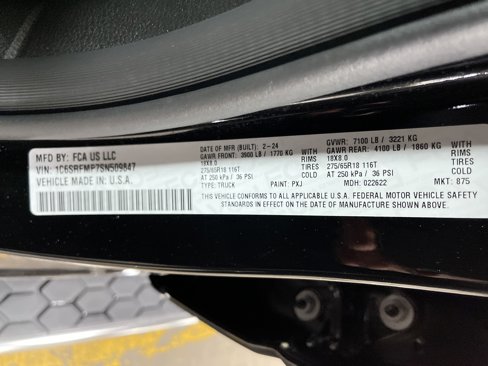 MFD BY: FCA US LLC
VIN: 1C6SRFMP7SN509847
VEHICLE MADE IN: U.S.A.
DATE OF MFR (BUILT): 2-24
GAWR FRONT: 3900 LB / 1770 KG
18X8.0
275/65R18 116T
AT 250 kPa / 36 PSI
TYPE: TRUCK PAINT: PXJ
RIMS
TIRES
COLD
GVWR: 7100 LB / 3221 KG
GAWR REAR: 4100 LB / 1860 KG
18X8.0 RIMS
275/65R18 116T TIRES
AT 250 kPa / 36 PSI COLD
MDH: 022622 MKT: 875
THIS VEHICLE CONFORMS TO ALL APPLICABLE U.S.A. FEDERAL MOTOR VEHICLE SAFETY
STANDARDS IN EFFECT ON THE DATE OF MANUFACTURE SHOWN ABOVE.